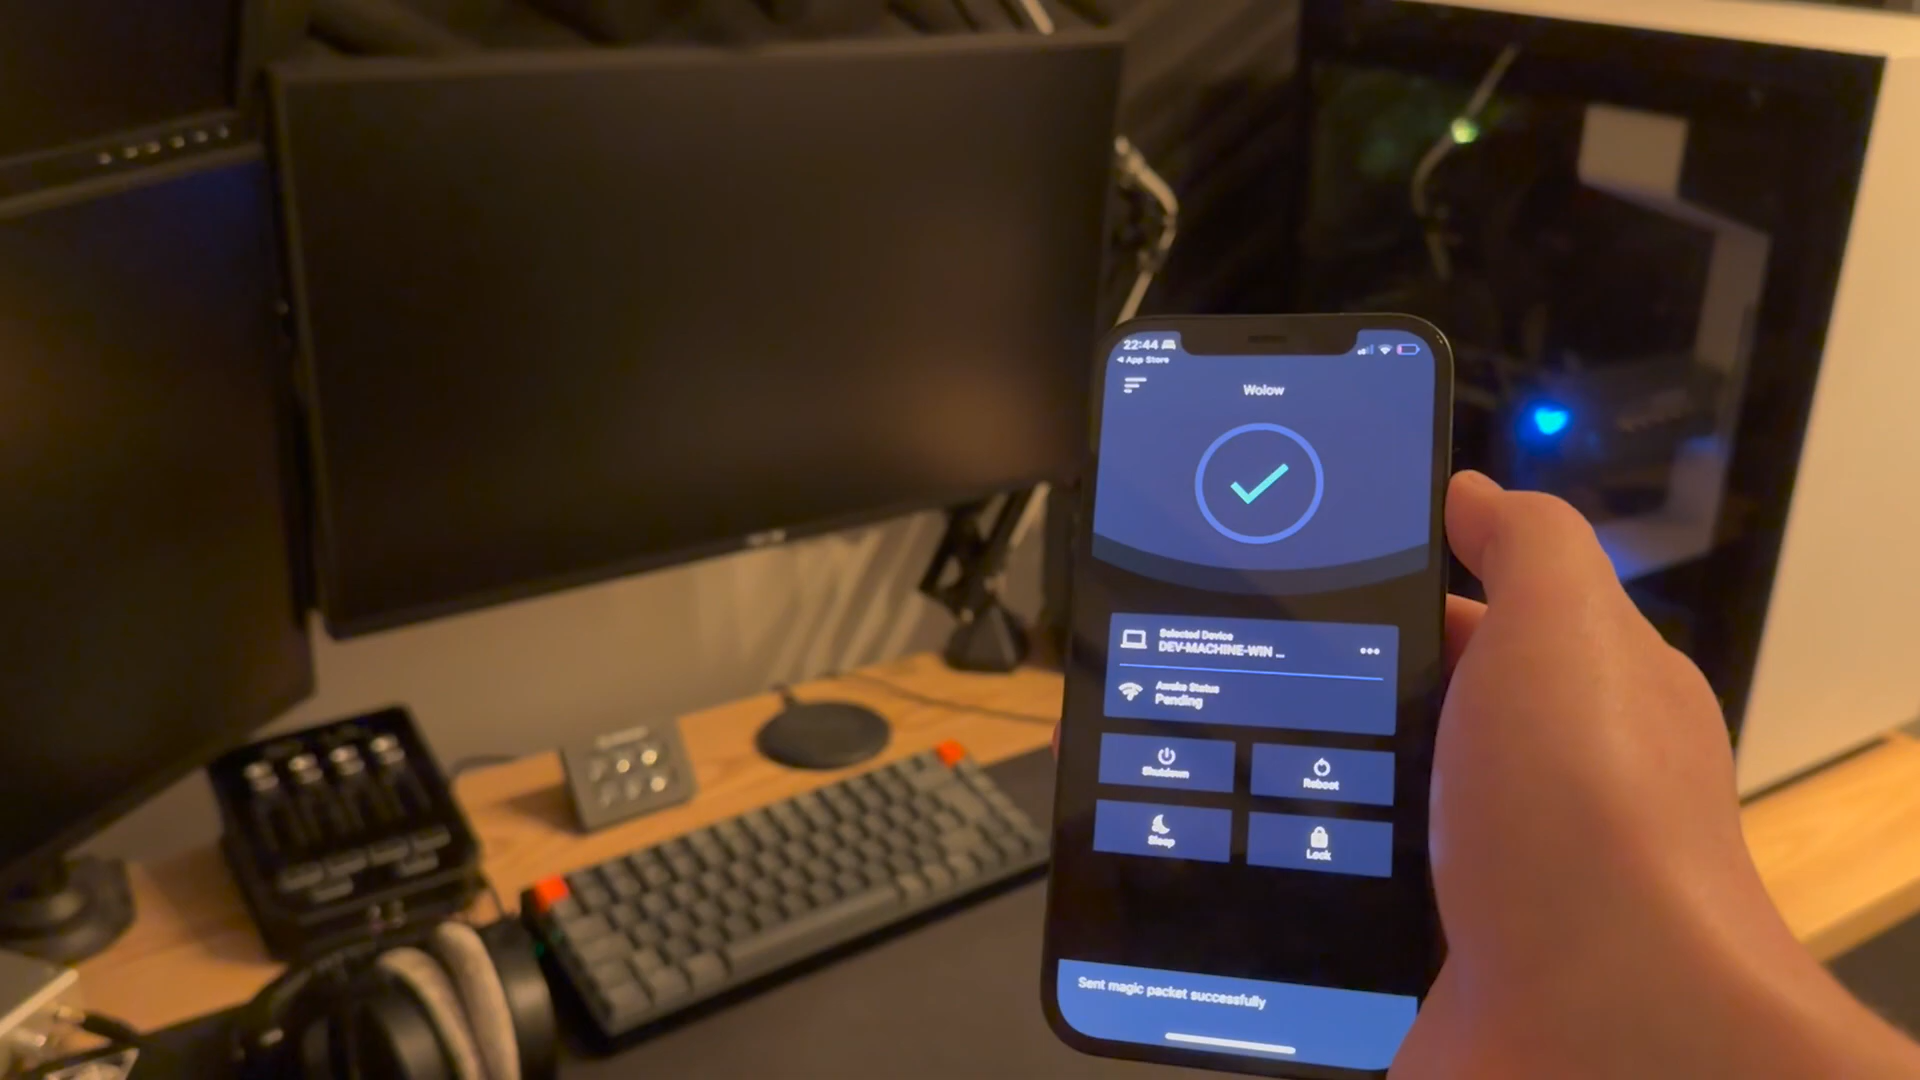 22:44
App Store
Wolow
Selected Device
DEV-MACHINE-WIN ...
Awake Status
Pending
Shutdown
Reboot
Sleep
Lock
Sent magic packet successfully